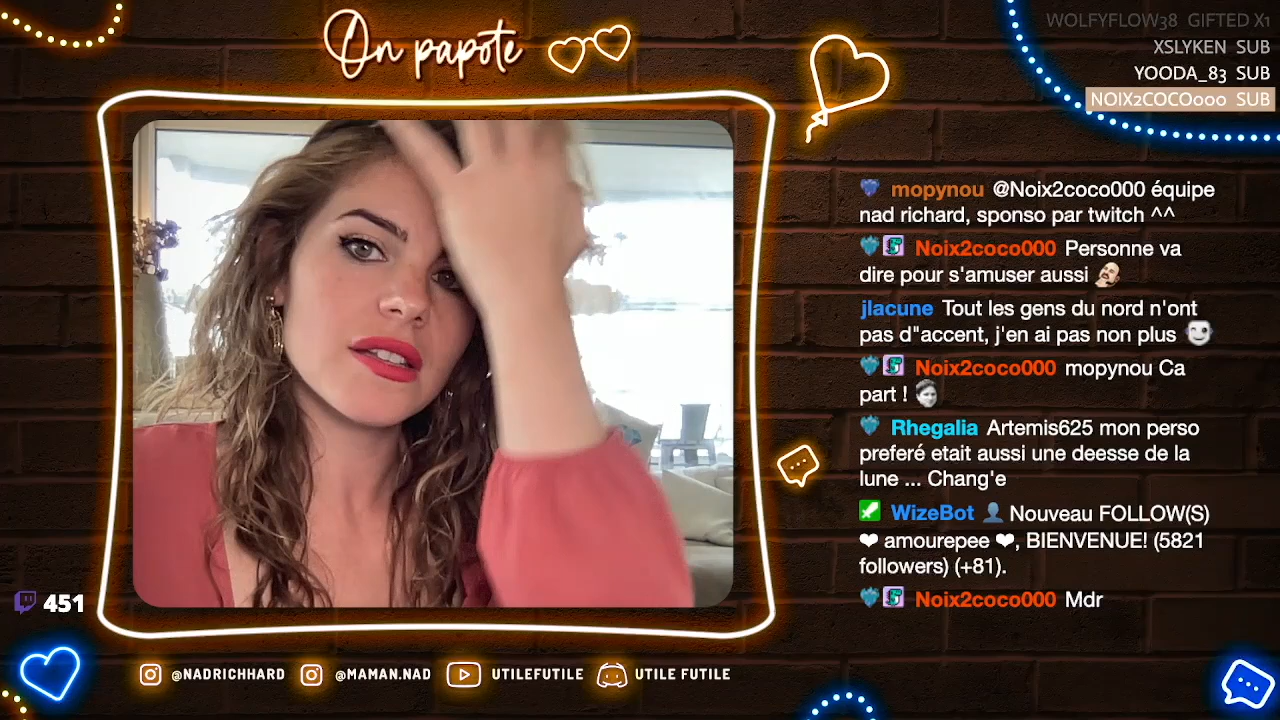 On papote
WOLFYFLOW38 GIFTED X1
XSLYKEN SUB
YOODA_83 SUB
NOIX2COCO000 SUB
mopynou @Noix2coco000 équipe
nad richard, sponso par twitch ^^
Noix2coco000 Personne va
dire pour s'amuser aussi
jlacune Tout les gens du nord n'ont
pas d"accent, j'en ai pas non plus
Noix2coco000 mopynou Ca
part !
Rhegalia Artemis625 mon perso
preferé etait aussi une deesse de la
lune ... Chang'e
WizeBot 👤 Nouveau FOLLOW(S)
❤ amourepee ❤, BIENVENUE! (5821
followers) (+81).
Noix2coco000 Mdr
451
@NADRICHHARD @MAMAN.NAD UTILEFUTILE UTILE FUTILE